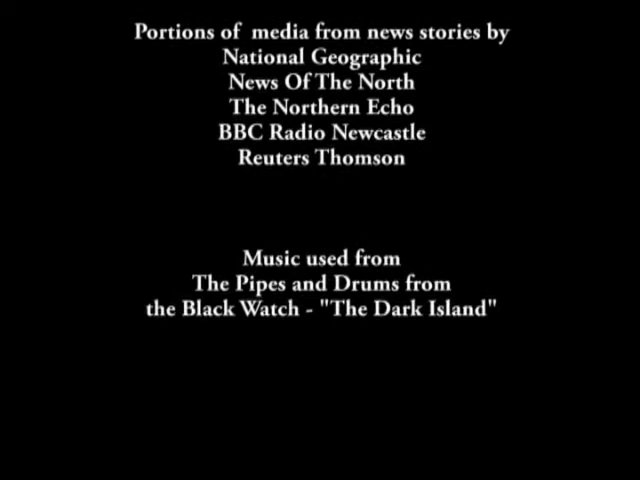 Portions of media from news stories by
National Geographic
News Of The North
The Northern Echo
BBC Radio Newcastle
Reuters Thomson
Music used from
The Pipes and Drums from
the Black Watch - "The Dark Island"